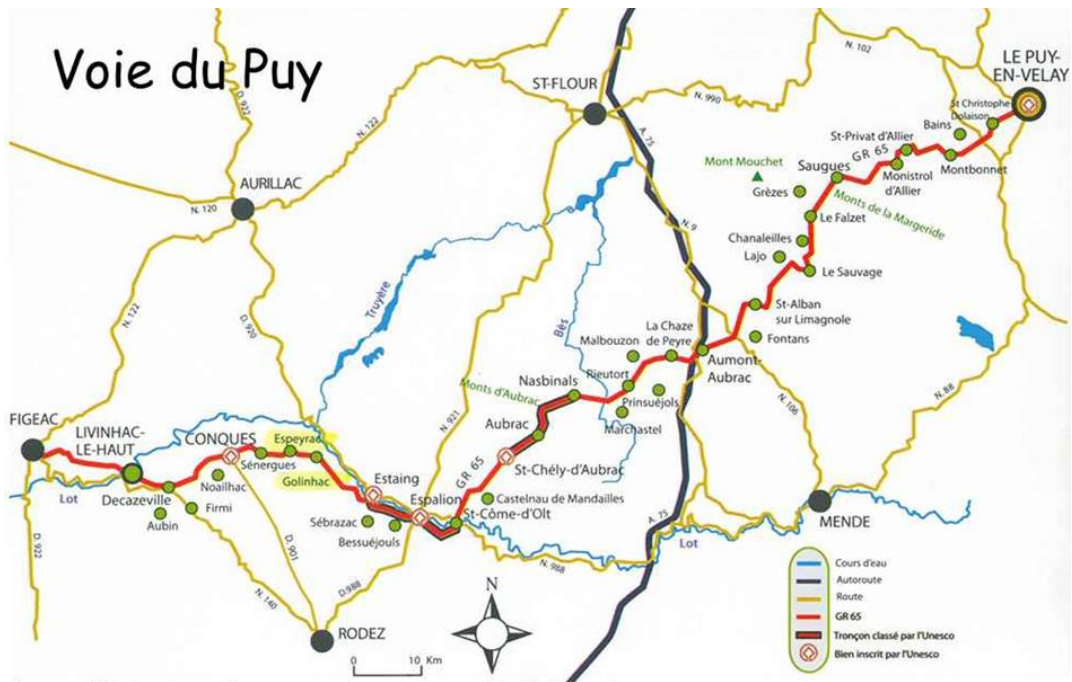 Voie du Puy
D. 922
N. 122
ST-FLOUR
N. 102
LE PUY-
EN-VELAY
St Christophe
Dolaison
N. 990
A. 75
Bains
St-Privat d'Allier
GR 65
Montbonnet
Monistrol
d'Allier
Saugues
Mont Mouchet
Grèzes
Monts de la Margeride
AURILLAC
N. 120
N. 9
Le Falzet
Chanaleilles
Lajo
Le Sauvage
Truyère
Bès
St-Alban
sur Limagnole
Fontans
N. 122
D. 920
Malbouzon
La Chaze
de Peyre
Aumont-
Aubrac
Nasbinals
Rieutort
Monts d'Aubrac
Prinsuéjols
Marchastel
N. 88
N. 106
N. 921
Aubrac
FIGEAC
LIVINHAC-
LE-HAUT
CONQUES
Espeyrac
Sénergues
Golinhac
GR 65
St-Chély-d'Aubrac
Estaing
Espalion
Castelnau de Mandailles
St-Côme-d'Olt
Lot
Decazeville
Noailhac
Aubin
Firmi
Sébrazac
Bessuéjouls
MENDE
A. 75
Lot
D. 922
D. 901
N. 140
D.988
N. 988
RODEZ
N
0 10 Km
Cours d'eau
Autoroute
Route
GR 65
Tronçon classé par l'Unesco
Bien inscrit par l'Unesco